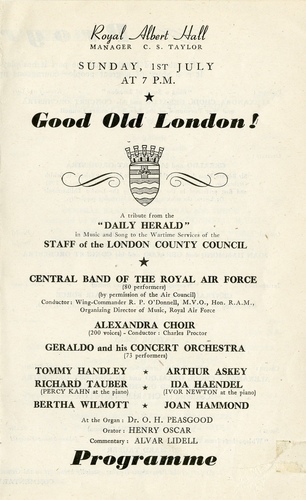 Royal Albert Hall
MANAGER C. S. TAYLOR
SUNDAY, 1ST JULY
AT 7 P.M.
★
Good Old London!
A tribute from the
"DAILY HERALD"
in Music and Song to the Wartime Services of the
STAFF of the LONDON COUNTY COUNCIL
★
CENTRAL BAND OF THE ROYAL AIR FORCE
(80 performers)
(by permission of the Air Council)
Conductor: Wing-Commander R. P. O'Donnell, M.V.O., Hon. R.A.M.,
Organising Director of Music, Royal Air Force
ALEXANDRA CHOIR
(200 voices) - Conductor: Charles Proctor
GERALDO and his CONCERT ORCHESTRA
(73 performers)
TOMMY HANDLEY ★ ARTHUR ASKEY
RICHARD TAUBER ★ IDA HAENDEL
(PERCY KAHN at the piano) (IVOR NEWTON at the piano)
BERTHA WILMOTT ★ JOAN HAMMOND
At the Organ: Dr. O. H. PEASGOOD
Orator: HENRY OSCAR
Commentary: ALVAR LIDELL
Programme